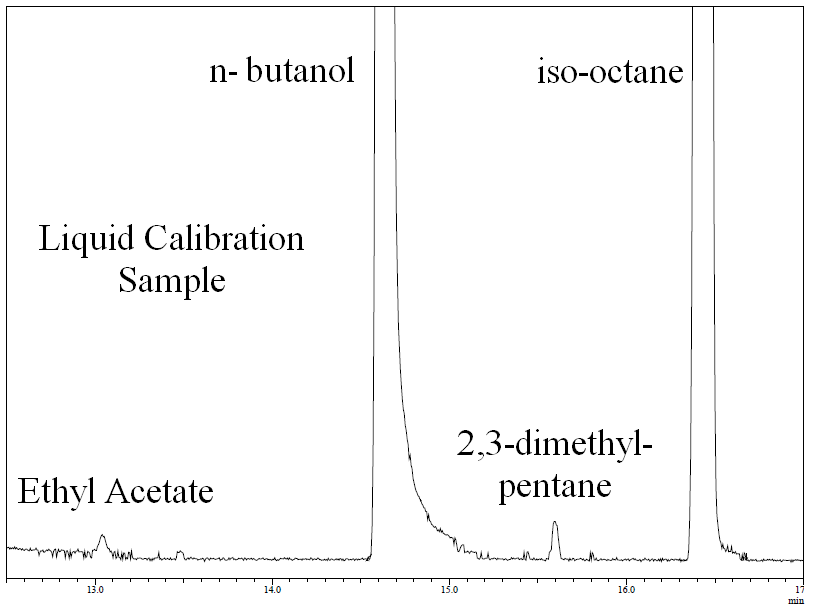 n- butanol
iso-octane
Liquid Calibration
Sample
2,3-dimethyl-
pentane
Ethyl Acetate
13.0
14.0
15.0
16.0
17
min